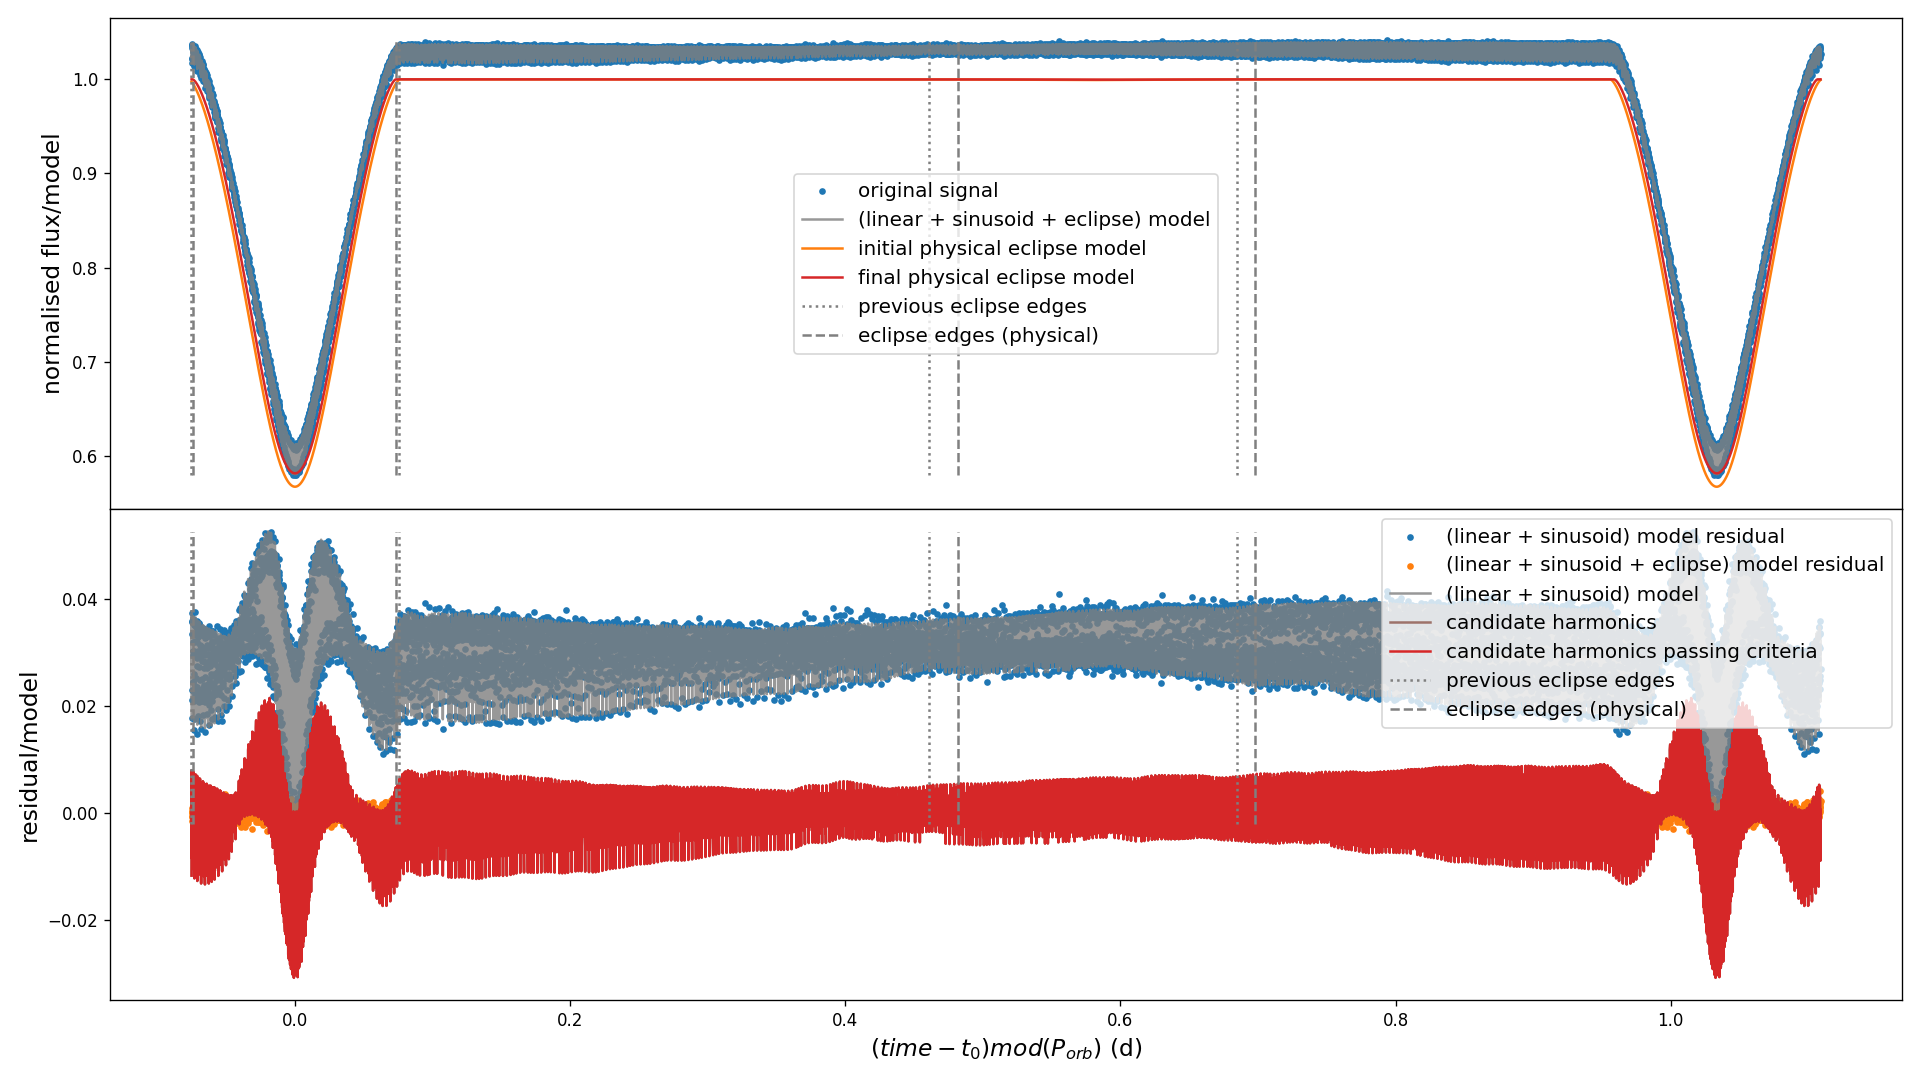 normalised flux/model
1.0
0.9
0.8
0.7
0.6
original signal
(linear + sinusoid + eclipse) model
initial physical eclipse model
final physical eclipse model
previous eclipse edges
eclipse edges (physical)
residual/model
0.04
0.02
0.00
−0.02
(linear + sinusoid) model residual
(linear + sinusoid + eclipse) model residual
(linear + sinusoid) model
candidate harmonics
candidate harmonics passing criteria
previous eclipse edges
eclipse edges (physical)
0.0 0.2 0.4 0.6 0.8 1.0
(time − t₀)mod(Pₒᵣb) (d)